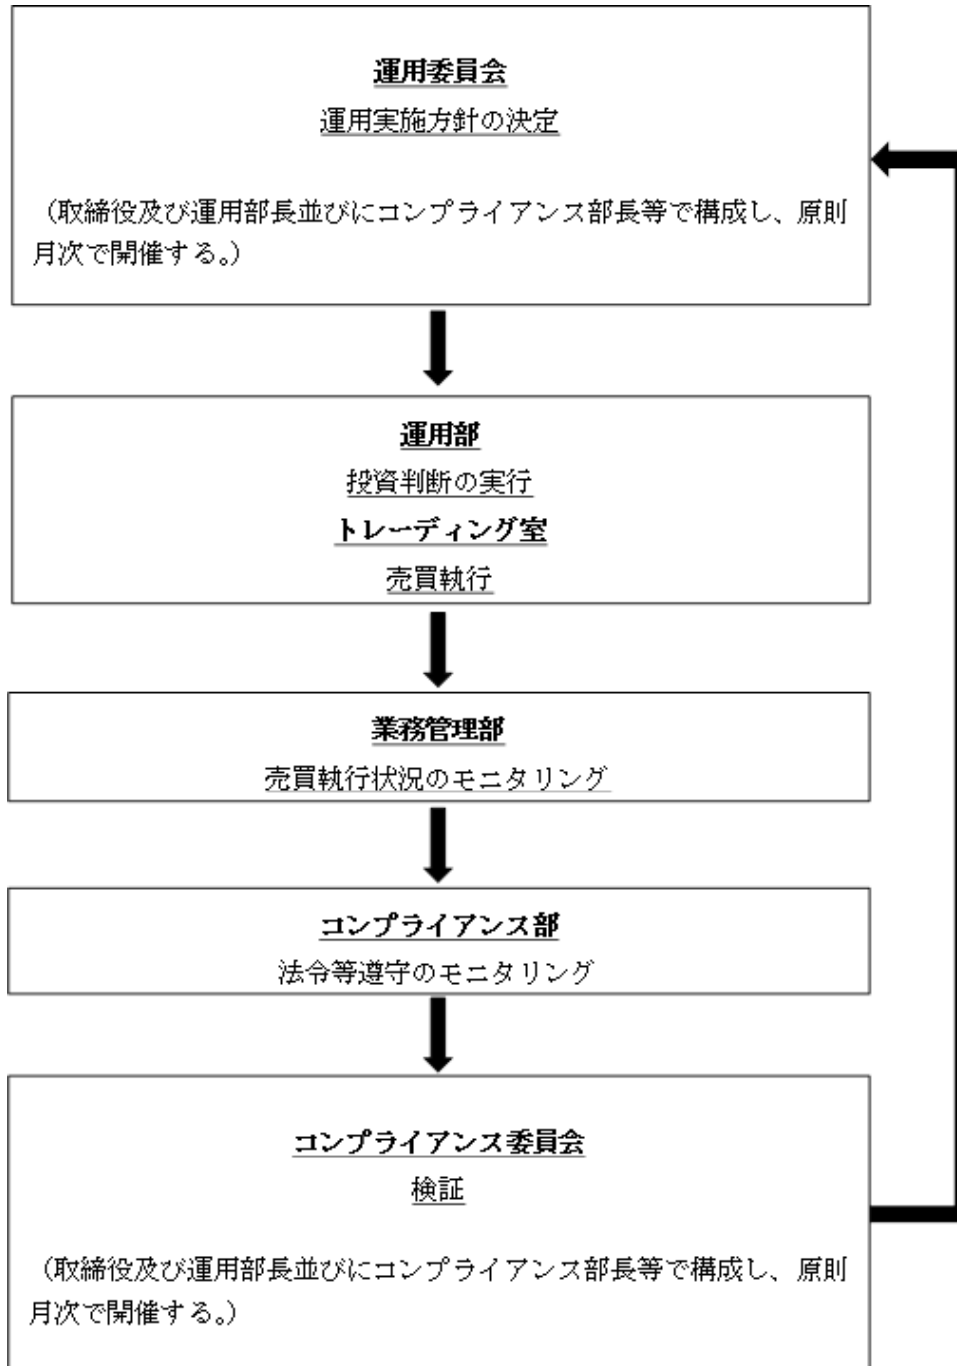 運用委員会
運用実施方針の決定
（取締役及び運用部長並びにコンプライアンス部長等で構成し、原則
月次で開催する。）
運用部
投資判断の実行
トレーディング室
売買執行
業務管理部
売買執行状況のモニタリング
コンプライアンス部
法令等遵守のモニタリング
コンプライアンス委員会
検証
（取締役及び運用部長並びにコンプライアンス部長等で構成し、原則
月次で開催する。）